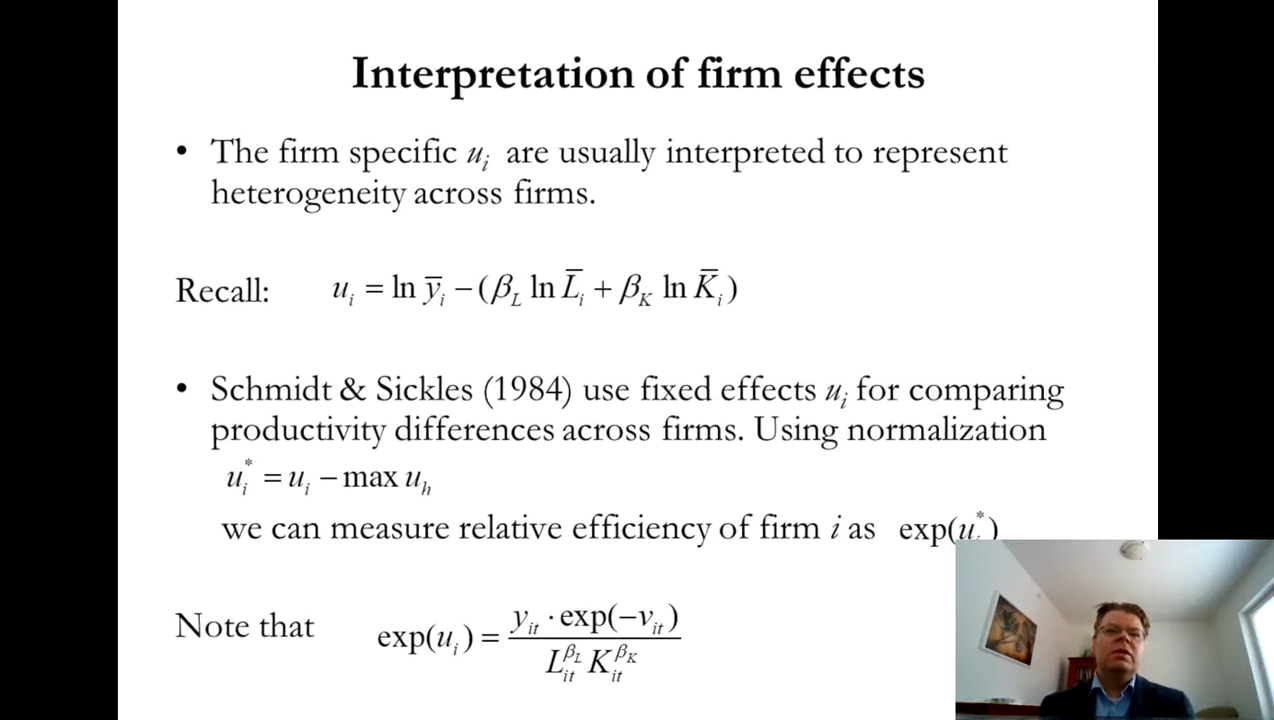 Interpretation of firm effects
• The firm specific u_i are usually interpreted to represent
heterogeneity across firms.
Recall: u_i = ln y̅_i − (β_L ln L̅_i + β_K ln K̅_i)
• Schmidt & Sickles (1984) use fixed effects u_i for comparing
productivity differences across firms. Using normalization
u_i^* = u_i − max u_h
we can measure relative efficiency of firm i as exp(u^*)
Note that exp(u_i) = y_it · exp(−v_it) / L_it^β_L K_it^β_K